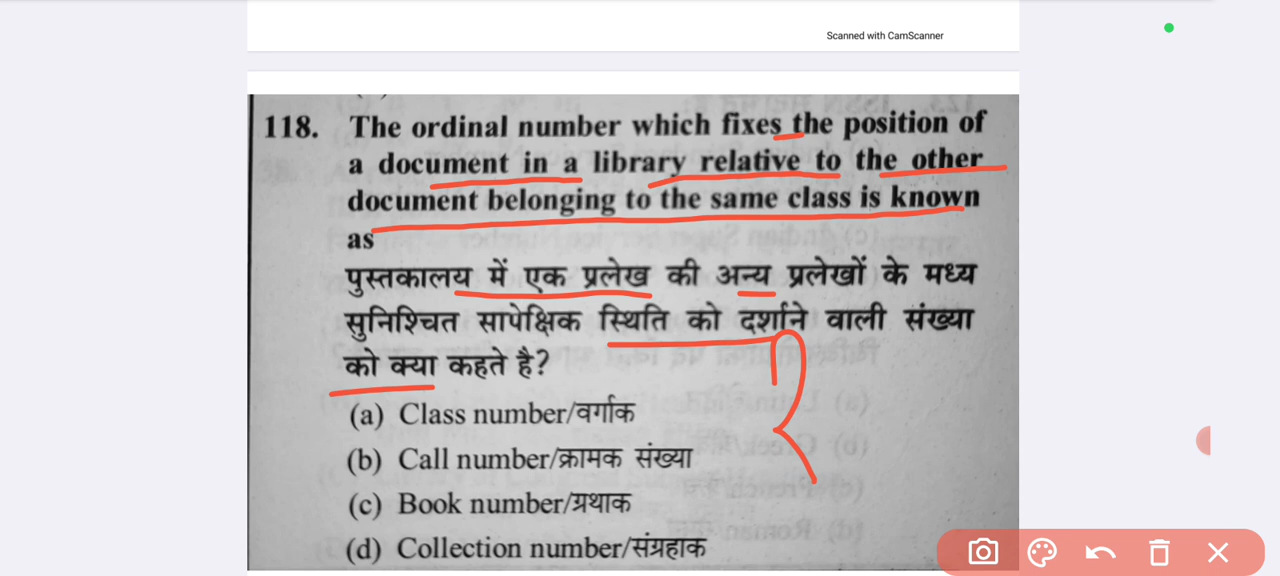 Scanned with CamScanner
118. The ordinal number which fixes the position of
a document in a library relative to the other
document belonging to the same class is known
as
पुस्तकालय में एक प्रलेख की अन्य प्रलेखों के मध्य
सुनिश्चित सापेक्षिक स्थिति को दर्शाने वाली संख्या
को क्या कहते है?
(a) Class number/वर्गाक
(b) Call number/क्रामक संख्या
(c) Book number/ग्रथाक
(d) Collection number/संग्रहाक